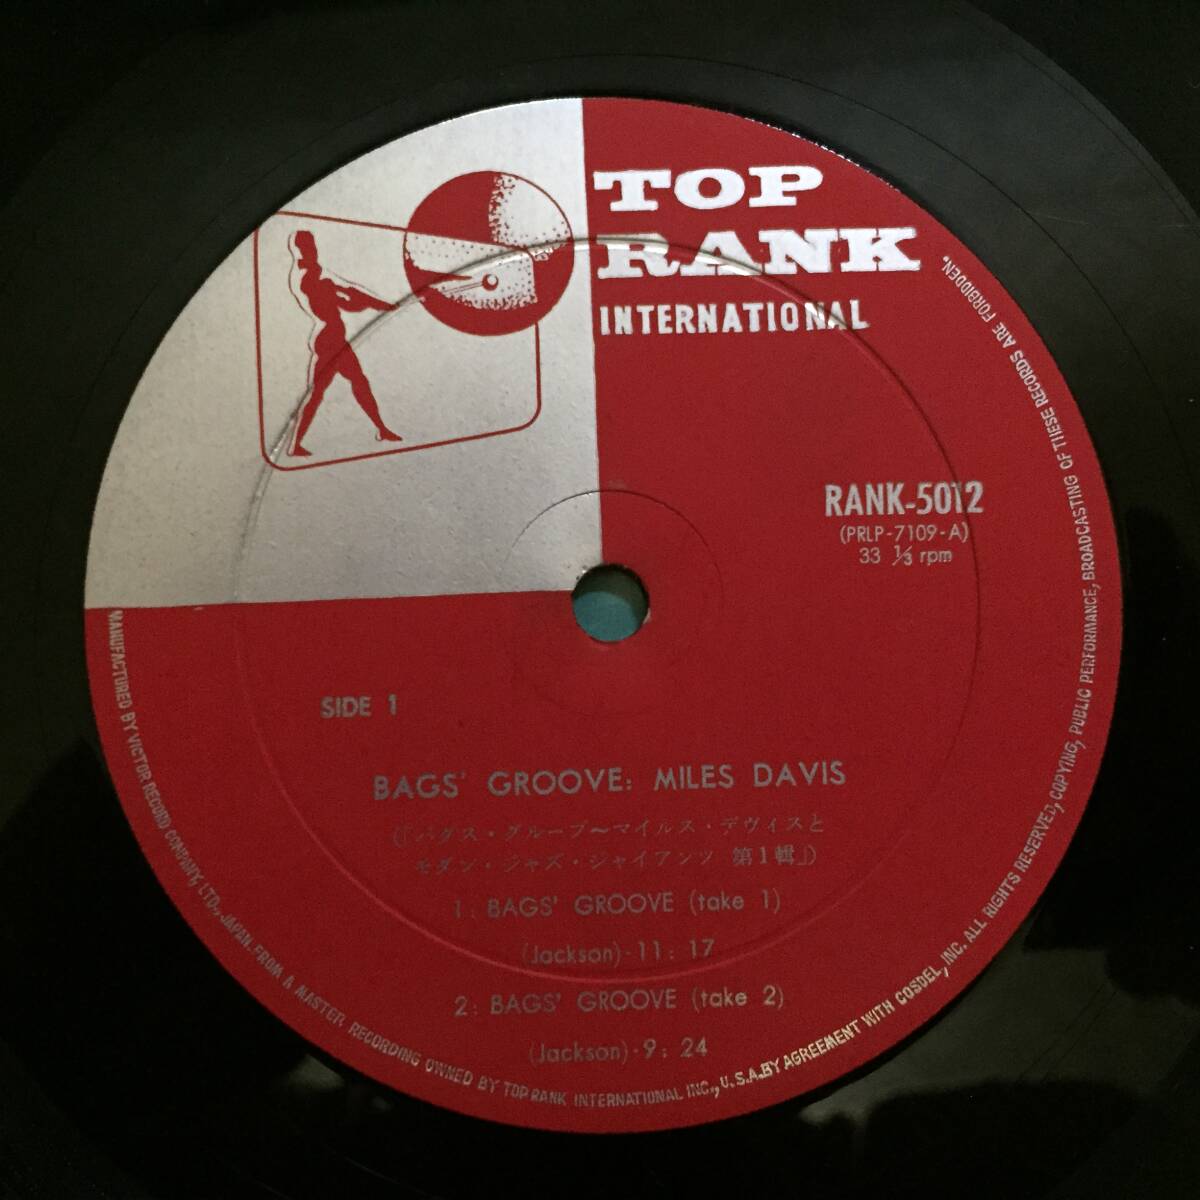 TOP
RANK
INTERNATIONAL
RANK-5012
(PRLP-7109-A)
33 ⅓ rpm
SIDE 1
BAGS' GROOVE: MILES DAVIS
(「バグス・グルーブ〜マイルス・デヴィスと
モダン・ジャズ・ジャイアンツ 第1輯」)
1: BAGS' GROOVE (take 1)
(Jackson)-11:17
2: BAGS' GROOVE (take 2)
(Jackson)-9:24
MANUFACTURED BY VICTOR RECORD COMPANY, LTD., JAPAN. FROM A MASTER RECORDING OWNED BY TOP RANK INTERNATIONAL INC., U.S.A. BY AGREEMENT WITH COSDEL, INC. ALL RIGHTS RESERVED, COPYING, PUBLIC PERFORMANCE, BROADCASTING OF THESE RECORDS ARE FORBIDDEN.